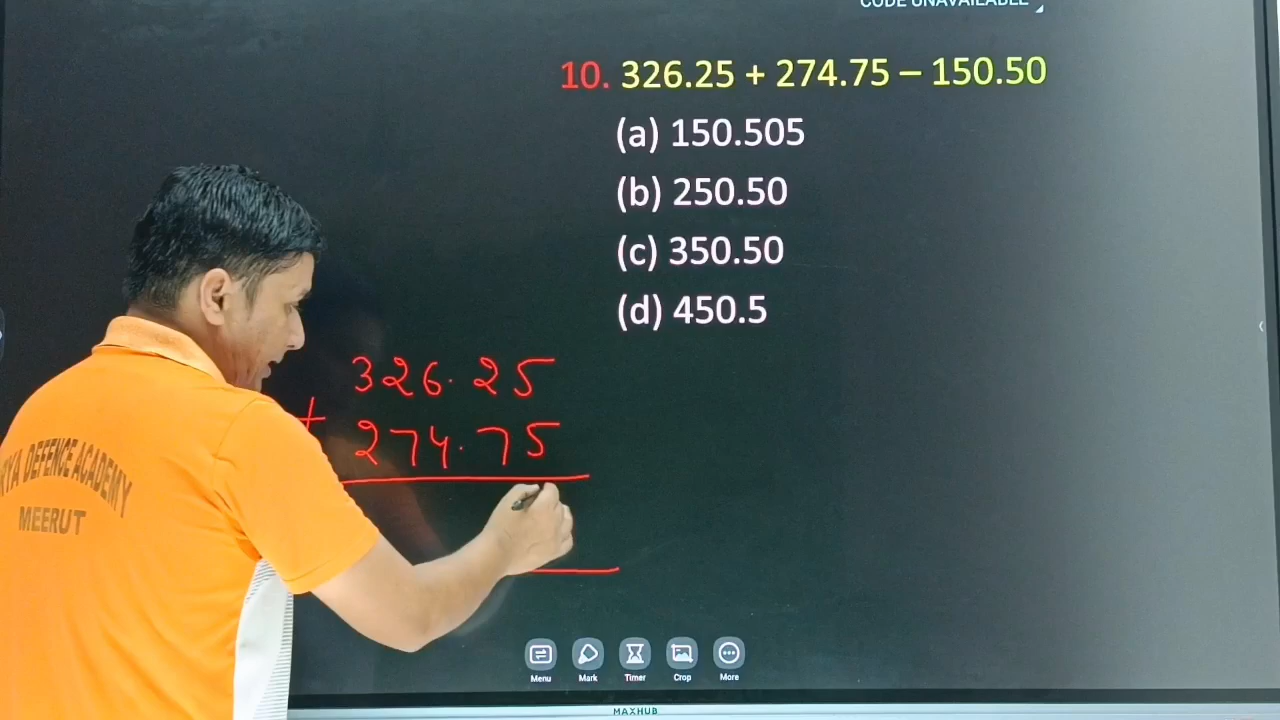 CODE UNAVAILABLE
10. 326.25 + 274.75 – 150.50
(a) 150.505
(b) 250.50
(c) 350.50
(d) 450.5
326.25
+ 274.75
RYA DEFENCE ACADEMY
MEERUT
Menu Mark Timer Crop More
MAXHUB